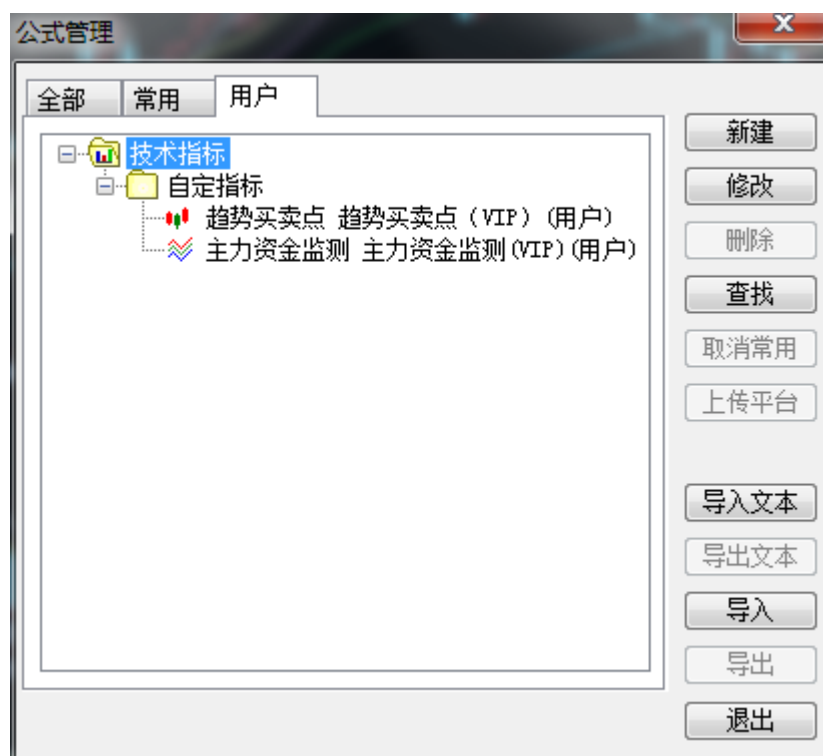 公式管理
全部 常用 用户
技术指标
自定指标
趋势买卖点 趋势买卖点（VIP）(用户)
主力资金监测 主力资金监测(VIP)(用户)
新建
修改
删除
查找
取消常用
上传平台
导入文本
导出文本
导入
导出
退出